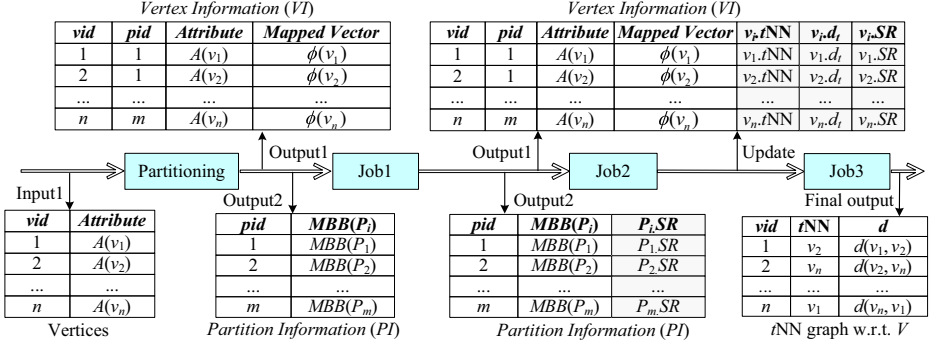 Vertex Information (VI)
vid pid Attribute Mapped Vector
1 1 A(v1) ϕ(v1)
2 1 A(v2) ϕ(v2)
... ... ... ...
n m A(vn) ϕ(vn)
Vertex Information (VI)
vid pid Attribute Mapped Vector vi.tNN vi.dt vi.SR
1 1 A(v1) ϕ(v1) v1.tNN v1.dt v1.SR
2 1 A(v2) ϕ(v2) v2.tNN v2.dt v2.SR
... ... ... ... ... ... ...
n m A(vn) ϕ(vn) vn.tNN vn.dt vn.SR
Output1
Output1
Update
Partitioning
Job1
Job2
Job3
Input1
Output2
Output2
Final output
vid Attribute
1 A(v1)
2 A(v2)
... ...
n A(vn)
Vertices
pid MBB(Pi)
1 MBB(P1)
2 MBB(P2)
... ...
m MBB(Pm)
Partition Information (PI)
pid MBB(Pi) Pi.SR
1 MBB(P1) P1.SR
2 MBB(P2) P2.SR
... ... ...
m MBB(Pm) Pm.SR
Partition Information (PI)
vid tNN d
1 v2 d(v1, v2)
2 vn d(v2, vn)
... ... ...
n v1 d(vn, v1)
tNN graph w.r.t. V